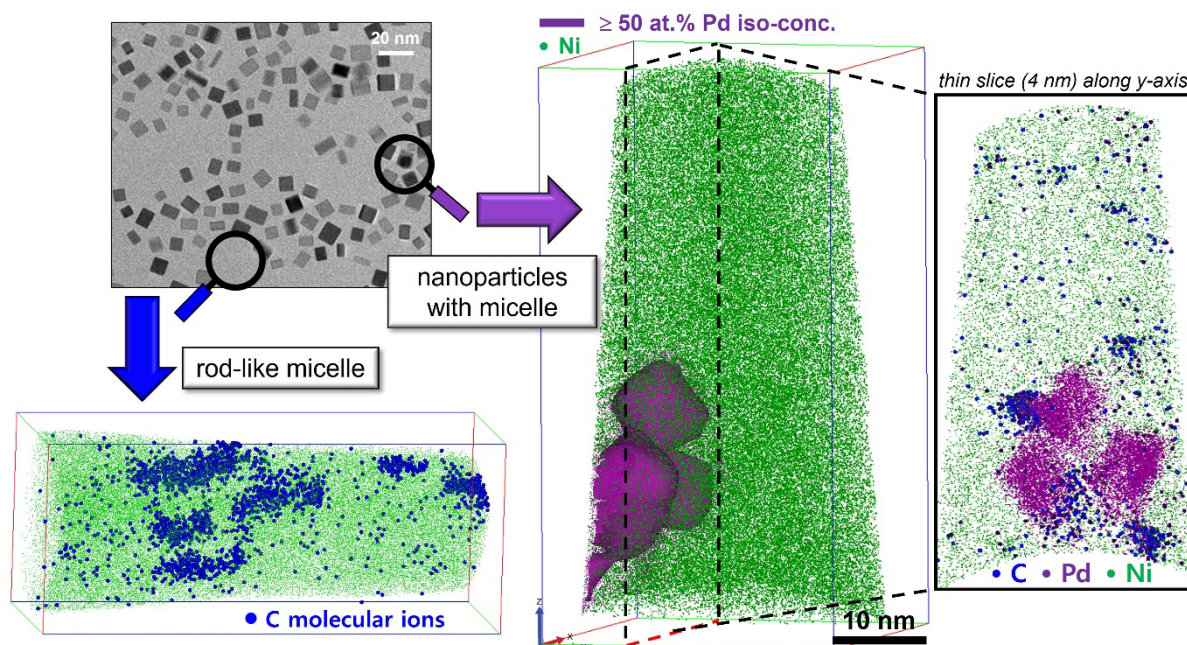 20 nm
≥ 50 at.% Pd iso-conc.
• Ni
thin slice (4 nm) along y-axis
nanoparticles
with micelle
rod-like micelle
• C molecular ions
z
x
10 nm
• C • Pd • Ni